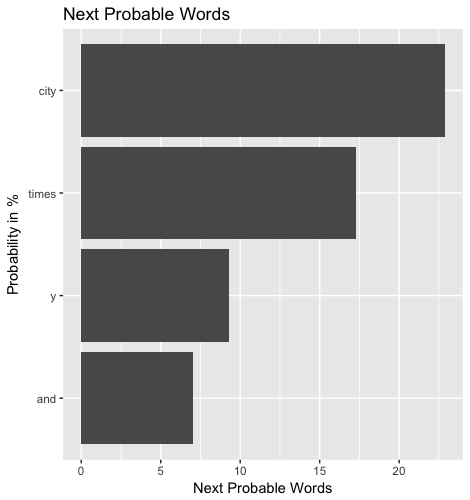 Next Probable Words
city
times
y
and
Probability in %
0 5 10 15 20
Next Probable Words